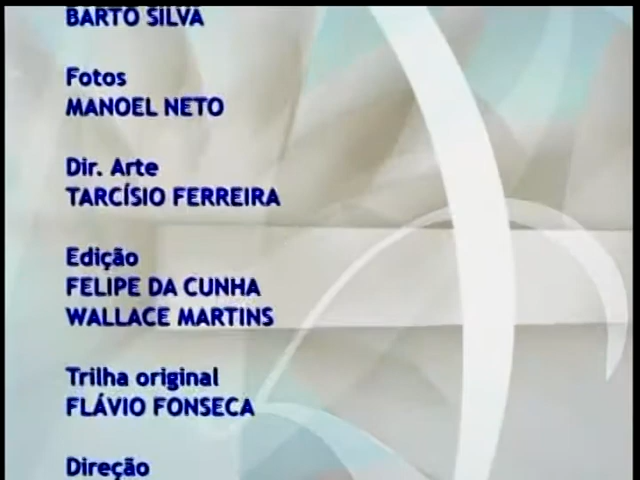 BARTO SILVA
Fotos
MANOEL NETO
Dir. Arte
TARCÍSIO FERREIRA
Edição
FELIPE DA CUNHA
WALLACE MARTINS
Trilha original
FLÁVIO FONSECA
Direção